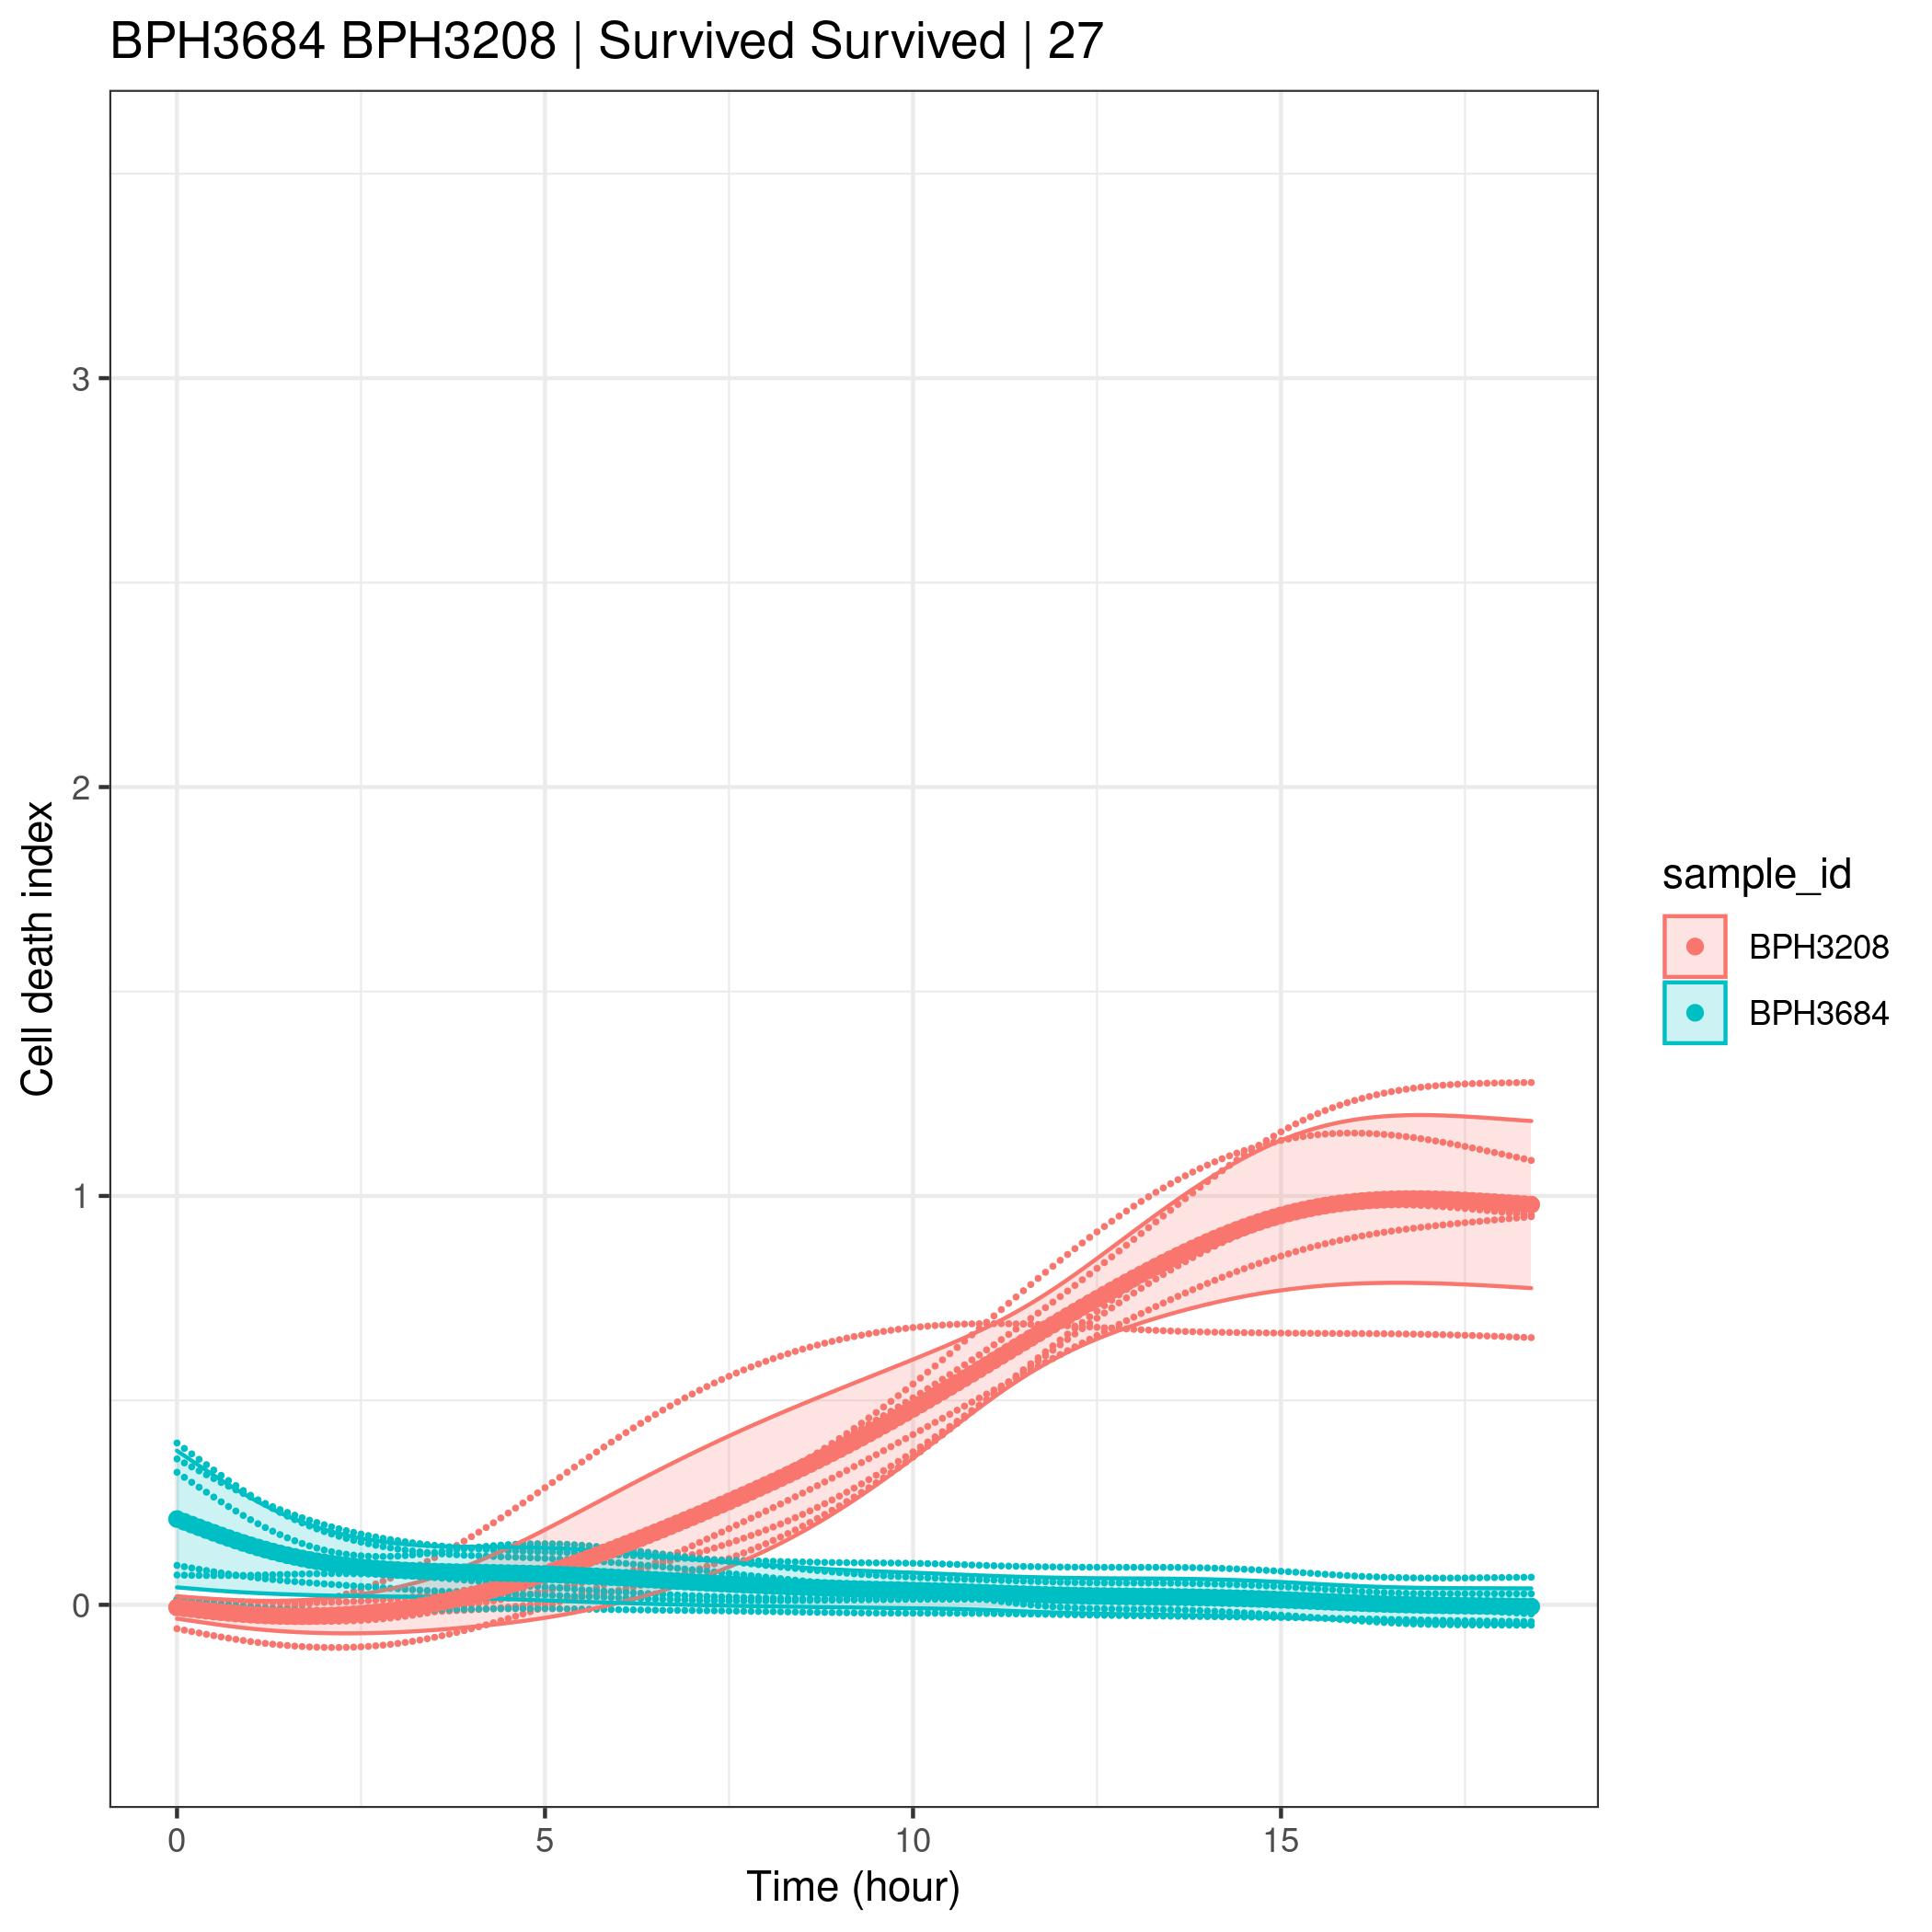 BPH3684 BPH3208 | Survived Survived | 27
3
2
1
0
Cell death index
0 5 10 15
Time (hour)
sample_id
BPH3208
BPH3684